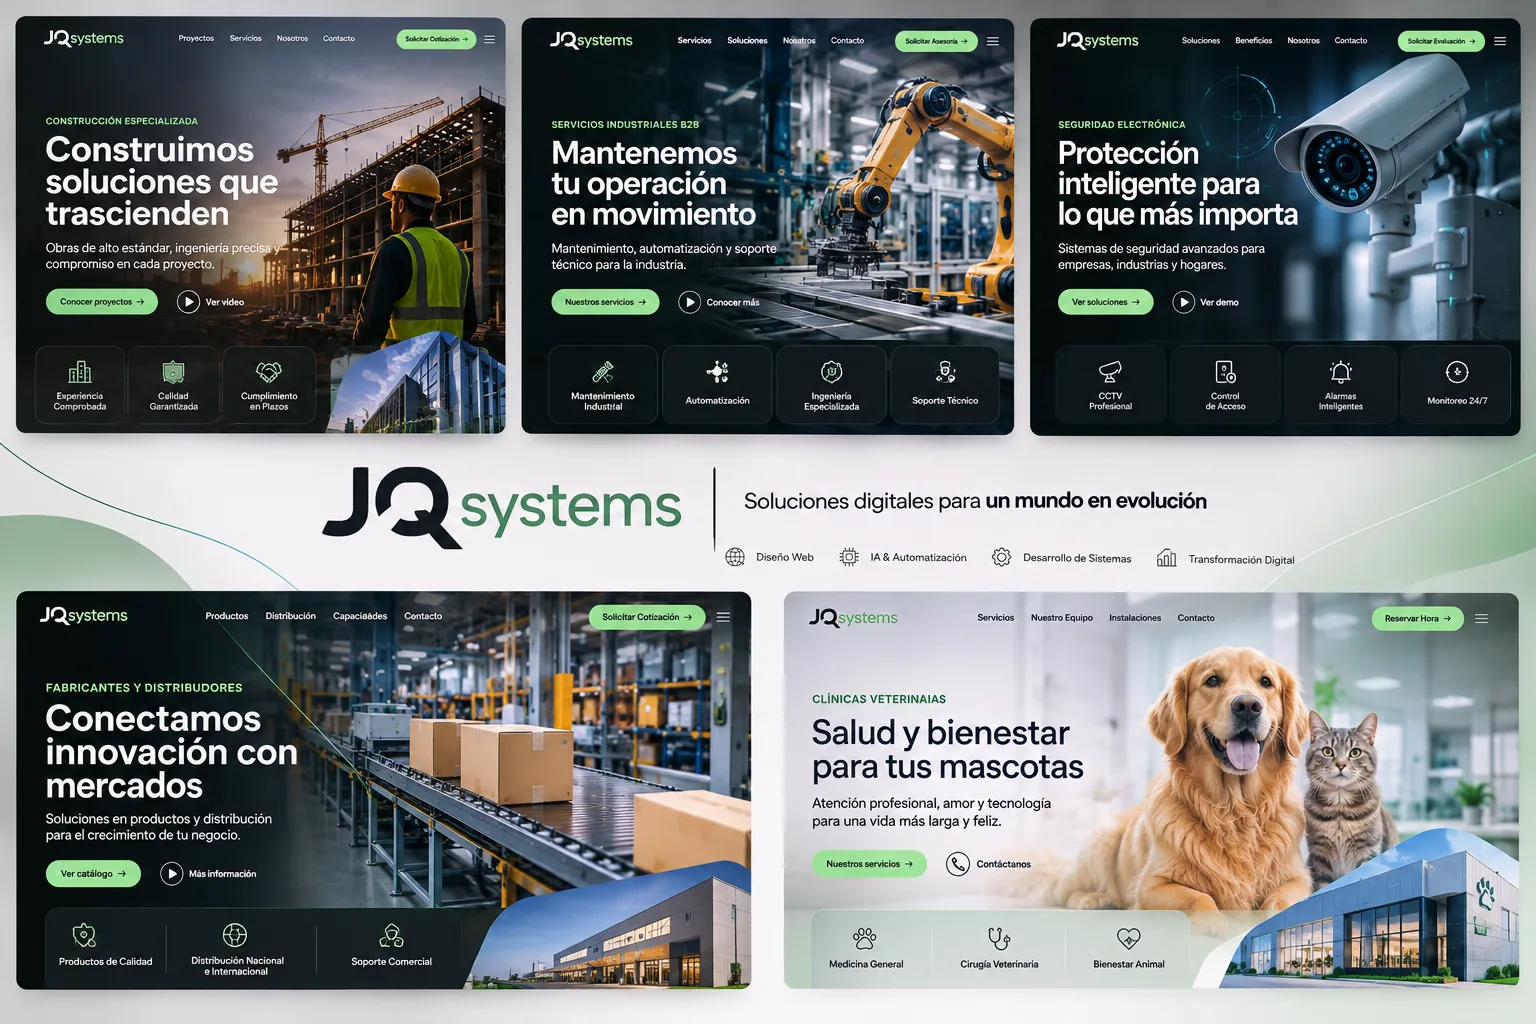 JQsystems
Proyectos Servicios Nosotros Contacto
Solicitar Cotización →
CONSTRUCCIÓN ESPECIALIZADA
Construimos
soluciones que
trascienden
Obras de alto estándar, ingeniería precisa y
compromiso en cada proyecto.
Conocer proyectos →
Ver video
Experiencia
Comprobada
Calidad
Garantizada
Cumplimiento
en Plazos
JQsystems
Servicios Soluciones Nosotros Contacto
Solicitar Asesoría →
SERVICIOS INDUSTRIALES B2B
Mantenemos
tu operación
en movimiento
Mantenimiento, automatización y soporte
técnico para la industria.
Nuestros servicios →
Conocer más
Mantenimiento
Industrial
Automatización
Ingeniería
Especializada
Soporte Técnico
JQsystems
Soluciones Beneficios Nosotros Contacto
Solicitar Evaluación →
SEGURIDAD ELECTRÓNICA
Protección
inteligente para
lo que más importa
Sistemas de seguridad avanzados para
empresas, industrias y hogares.
Ver soluciones →
Ver demo
CCTV
Profesional
Control
de Acceso
Alarmas
Inteligentes
Monitoreo 24/7
JQsystems
Soluciones digitales para un mundo en evolución
Diseño Web
IA & Automatización
Desarrollo de Sistemas
Transformación Digital
JQsystems
Productos Distribución Capacidades Contacto
Solicitar Cotización →
FABRICANTES Y DISTRIBUIDORES
Conectamos
innovación con
mercados
Soluciones en productos y distribución
para el crecimiento de tu negocio.
Ver catálogo →
Más información
Productos de Calidad
Distribución Nacional
e Internacional
Soporte Comercial
JQsystems
Servicios Nuestro Equipo Instalaciones Contacto
Reservar Hora →
CLÍNICAS VETERINAIAS
Salud y bienestar
para tus mascotas
Atención profesional, amor y tecnología
para una vida más larga y feliz.
Nuestros servicios →
Contáctanos
Medicina General
Cirugía Veterinaria
Bienestar Animal